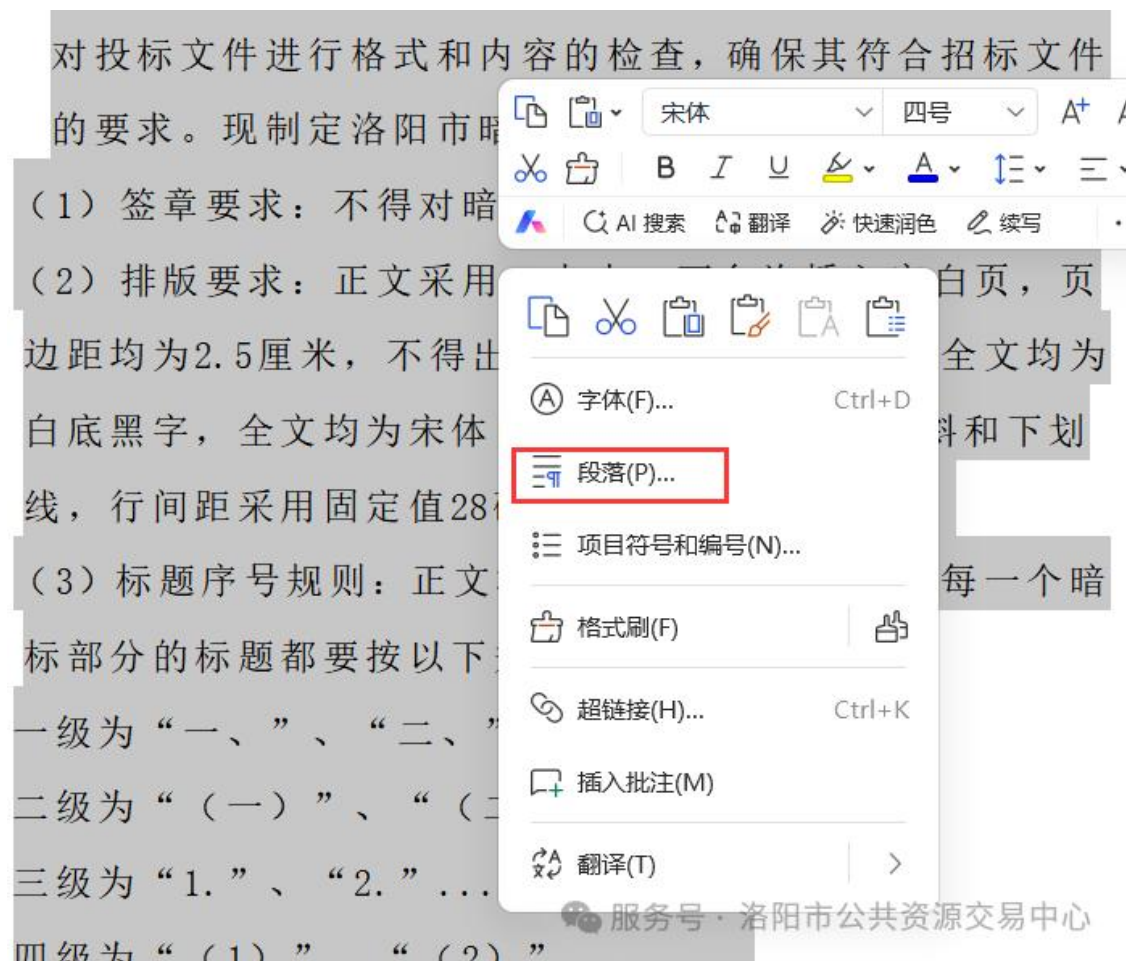 对投标文件进行格式和内容的检查，确保其符合招标文件
的要求。现制定洛阳市暗
宋体
四号
A+
B I U A
（1）签章要求：不得对暗
AI 搜索 翻译 快速润色 续写
（2）排版要求：正文采用
白页，页
边距均为2.5厘米，不得出
全文均为
字体(F)... Ctrl+D
白底黑字，全文均为宋体
和下划
段落(P)...
线，行间距采用固定值28
项目符号和编号(N)...
（3）标题序号规则：正文
每一个暗
格式刷(F)
标部分的标题都要按以下
超链接(H)... Ctrl+K
一级为“一、”、“二、”
插入批注(M)
二级为“（一）”、“（
翻译(T)
三级为“1.”、“2.”...
服务号 · 洛阳市公共资源交易中心
四级为“（1）”、“（2）”